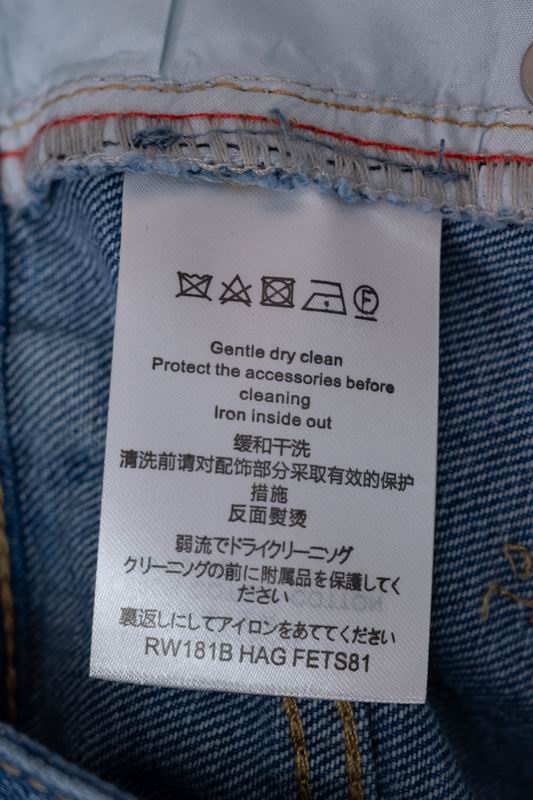 F
Gentle dry clean
Protect the accessories before
cleaning
Iron inside out
缓和干洗
清洗前请对配饰部分采取有效的保护
措施
反面熨烫
弱流でドライクリーニング
クリーニングの前に附属品を保護してく
ださい
裏返しにしてアイロンをあててください
RW181B HAG FETS81